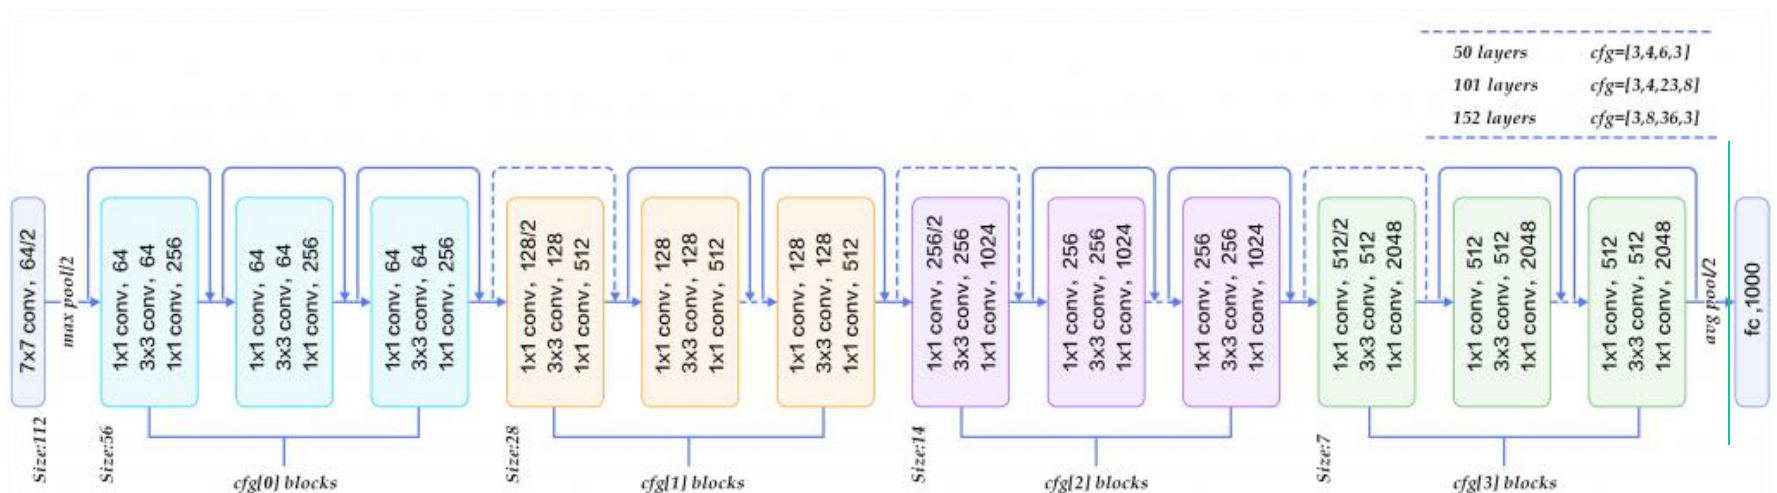 50 layers cfg=[3,4,6,3]
101 layers cfg=[3,4,23,8]
152 layers cfg=[3,8,36,3]
7x7 conv, 64/2
max pool/2
1x1 conv, 64
3x3 conv, 64
1x1 conv, 256
1x1 conv, 64
3x3 conv, 64
1x1 conv, 256
1x1 conv, 64
3x3 conv, 64
1x1 conv, 256
1x1 conv, 128/2
3x3 conv, 128
1x1 conv, 512
1x1 conv, 128
3x3 conv, 128
1x1 conv, 512
1x1 conv, 128
3x3 conv, 128
1x1 conv, 512
1x1 conv, 256/2
3x3 conv, 256
1x1 conv, 1024
1x1 conv, 256
3x3 conv, 256
1x1 conv, 1024
1x1 conv, 256
3x3 conv, 256
1x1 conv, 1024
1x1 conv, 512/2
3x3 conv, 512
1x1 conv, 2048
1x1 conv, 512
3x3 conv, 512
1x1 conv, 2048
1x1 conv, 512
3x3 conv, 512
1x1 conv, 2048
avg pool/2
fc ,1000
Size:112
Size:56
Size:28
Size:14
Size:7
cfg[0] blocks
cfg[1] blocks
cfg[2] blocks
cfg[3] blocks